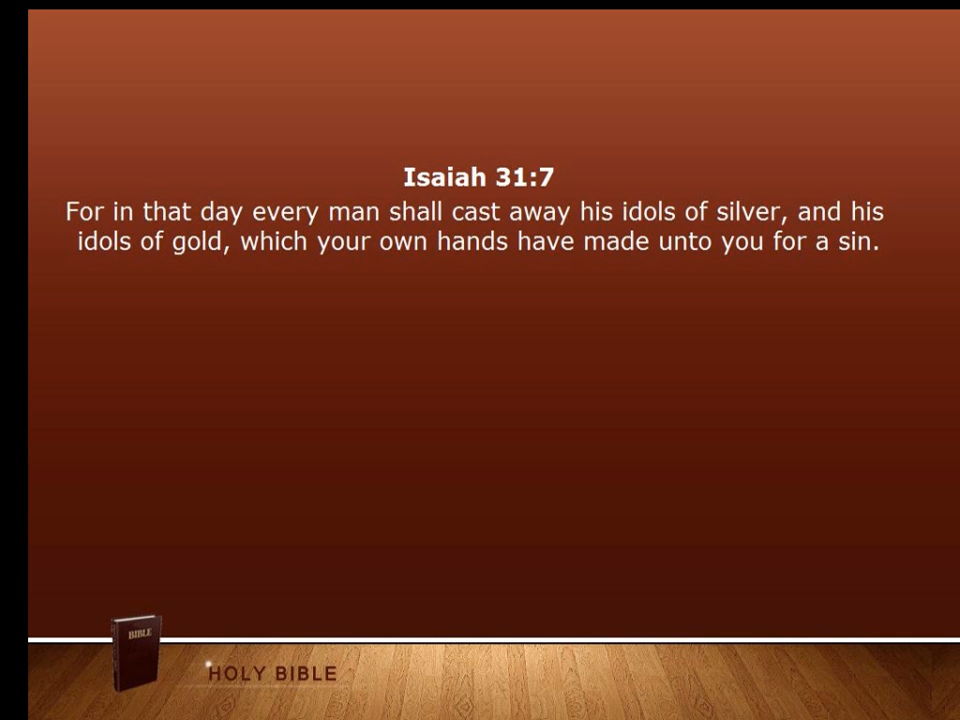 Isaiah 31:7
For in that day every man shall cast away his idols of silver, and his
idols of gold, which your own hands have made unto you for a sin.
BIBLE
HOLY BIBLE